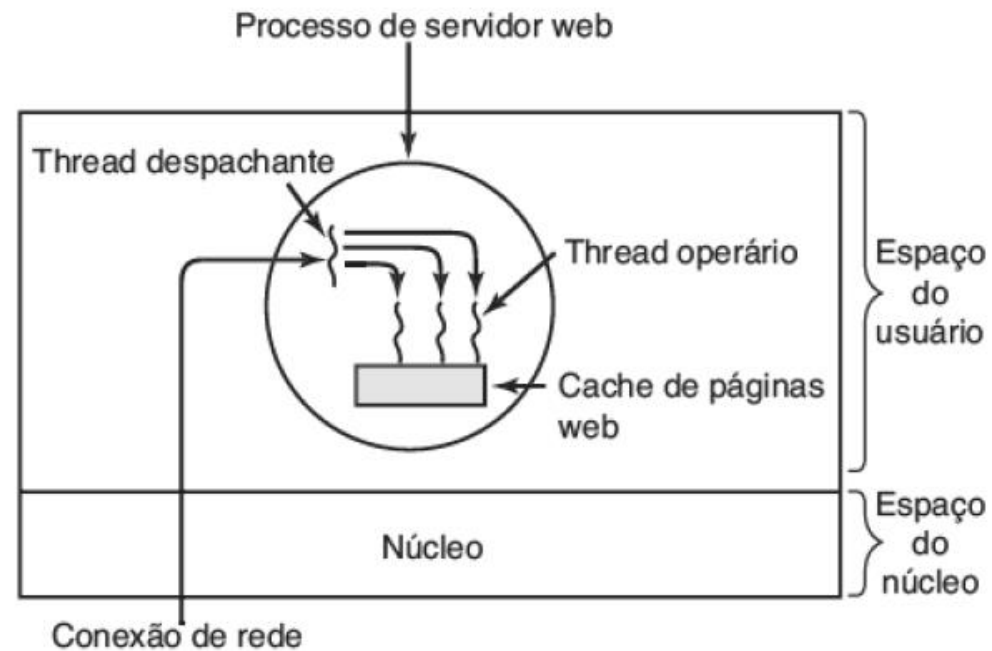 Processo de servidor web
Thread despachante
Thread operário
Espaço
do
usuário
Cache de páginas
web
Núcleo
Espaço
do
núcleo
Conexão de rede